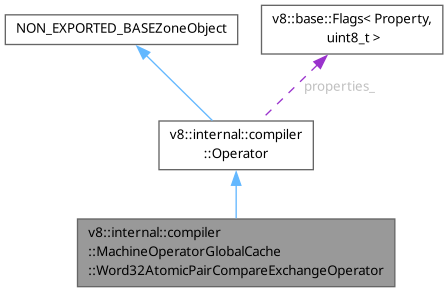 NON_EXPORTED_BASEZoneObject
v8::base::Flags< Property,
uint8_t >
properties_
v8::internal::compiler
::Operator
v8::internal::compiler
::MachineOperatorGlobalCache
::Word32AtomicPairCompareExchangeOperator